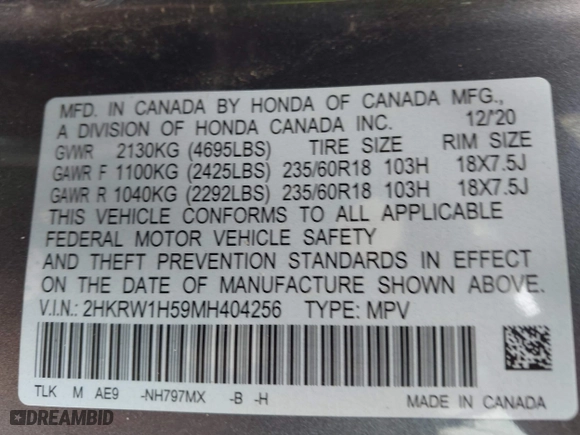 MFD. IN CANADA BY HONDA OF CANADA MFG.,
A DIVISION OF HONDA CANADA INC. 12/'20
GVWR 2130KG (4695LBS) TIRE SIZE RIM SIZE
GAWR F 1100KG (2425LBS) 235/60R18 103H 18X7.5J
GAWR R 1040KG (2292LBS) 235/60R18 103H 18X7.5J
THIS VEHICLE CONFORMS TO ALL APPLICABLE
FEDERAL MOTOR VEHICLE SAFETY
AND THEFT PREVENTION STANDARDS IN EFFECT
ON THE DATE OF MANUFACTURE SHOWN ABOVE.
V.I.N.: 2HKRW1H59MH404256 TYPE: MPV
TLK M AE9 -NH797MX -B -H
MADE IN CANADA
DREAMBID